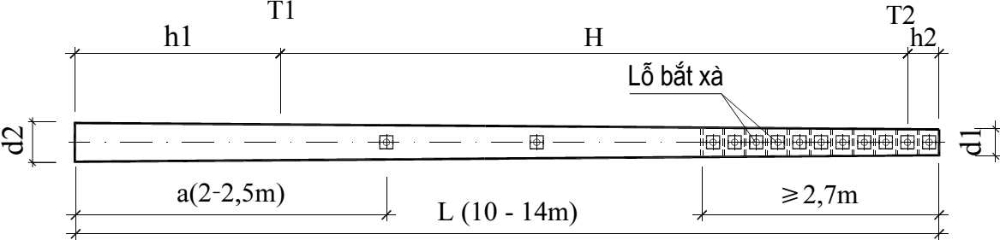 T1
T2
h1
H
h2
Lỗ bắt xà
d2
d1
a(2-2,5m)
≥2,7m
L (10 - 14m)